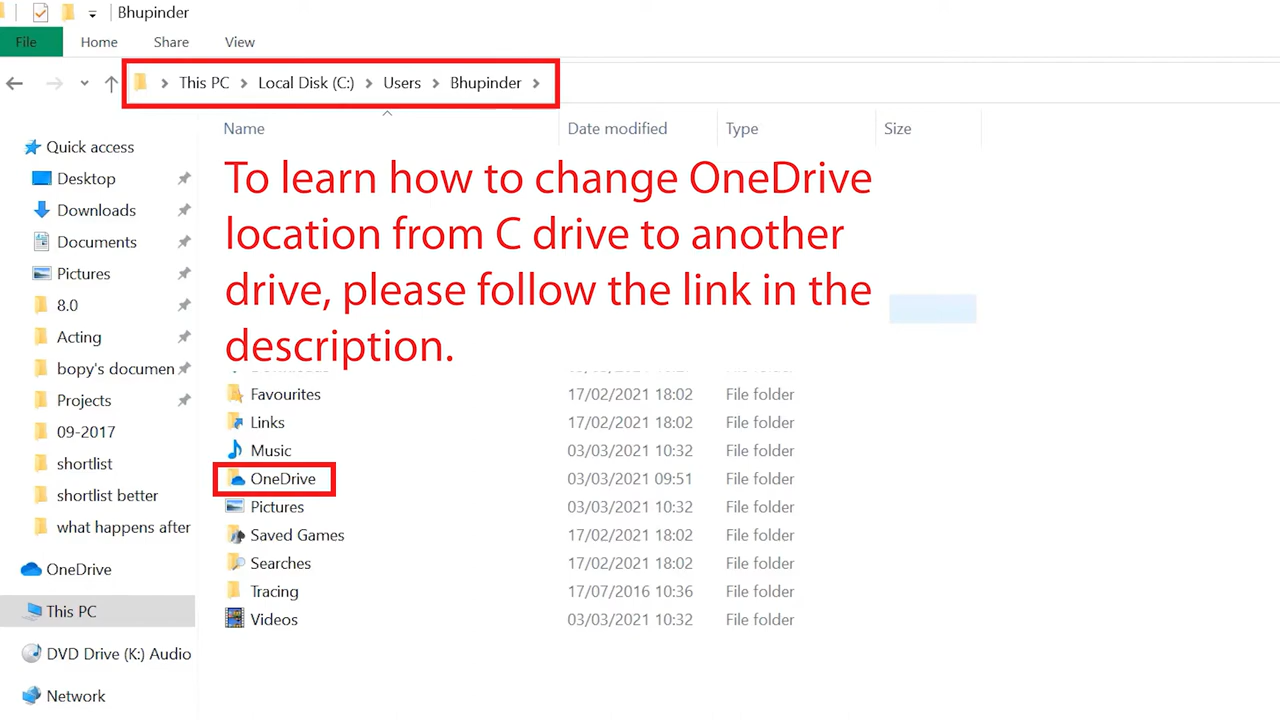 Bhupinder
File Home Share View
This PC > Local Disk (C:) > Users > Bhupinder >
Name Date modified Type Size
Quick access
Desktop
Downloads
Documents
Pictures
8.0
Acting
bopy's documen
Projects
09-2017
shortlist
shortlist better
what happens after
OneDrive
This PC
DVD Drive (K:) Audio
Network
To learn how to change OneDrive
location from C drive to another
drive, please follow the link in the
description.
Favourites 17/02/2021 18:02 File folder
Links 17/02/2021 18:02 File folder
Music 03/03/2021 10:32 File folder
OneDrive 03/03/2021 09:51 File folder
Pictures 03/03/2021 10:32 File folder
Saved Games 17/02/2021 18:02 File folder
Searches 17/02/2021 18:02 File folder
Tracing 17/07/2016 10:36 File folder
Videos 03/03/2021 10:32 File folder